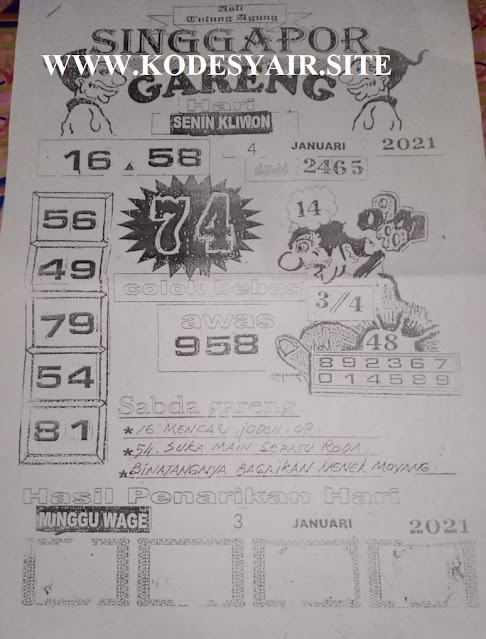 Asli
Tulung Agung
SINGGAPOR
WWW.KODESYAIR.SITE
GARENG
Hari
SENIN KLIWON
4 JANUARI 2021
16.58
2465
56
74
14
49
colok bebas
3/4
79
awas
958
48
892367
014589
54
81
Sabda gareng
* 16 MENCARI JODOH .09.
* 54. SUKA MAIN SEPATU RODA.
* BINATANGNYA BAGAIKAN NENEK MOYANG.
Hasil Penarikan Hari
MINGGU WAGE 3 JANUARI 2021